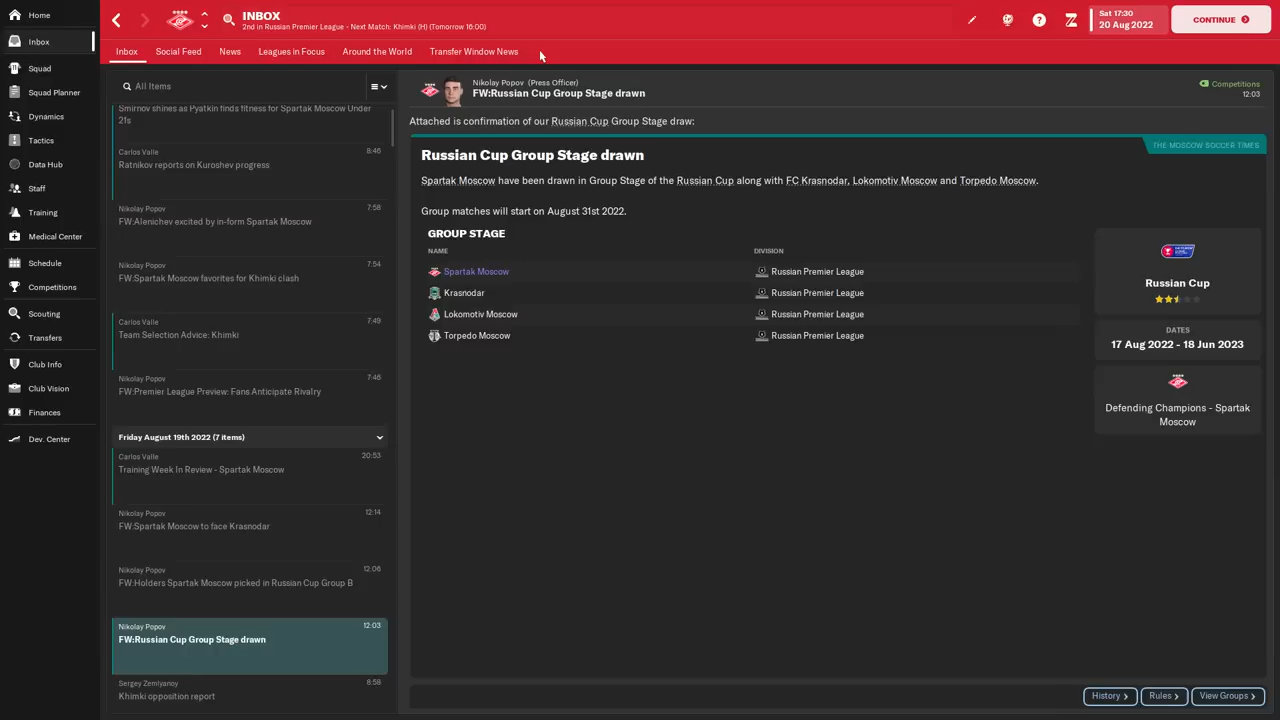 Home
Inbox
Squad
Squad Planner
Dynamics
Tactics
Data Hub
Staff
Training
Medical Center
Schedule
Competitions
Scouting
Transfers
Club Info
Club Vision
Finances
Dev. Center
INBOX
2nd in Russian Premier League - Next Match: Khimki (H) (Tomorrow 16:00)
Sat 17:30
20 Aug 2022
CONTINUE
Inbox
Social Feed
News
Leagues in Focus
Around the World
Transfer Window News
All Items
Smirnov shines as Pyatkin finds fitness for Spartak Moscow Under
21s
Carlos Valle 8:46
Ratnikov reports on Kuroshev progress
Nikolay Popov 7:58
FW:Alenichev excited by in-form Spartak Moscow
Nikolay Popov 7:54
FW:Spartak Moscow favorites for Khimki clash
Carlos Valle 7:49
Team Selection Advice: Khimki
Nikolay Popov 7:46
FW:Premier League Preview: Fans Anticipate Rivalry
Friday August 19th 2022 (7 items)
Carlos Valle 20:53
Training Week In Review - Spartak Moscow
Nikolay Popov 12:14
FW:Spartak Moscow to face Krasnodar
Nikolay Popov 12:06
FW:Holders Spartak Moscow picked in Russian Cup Group B
Nikolay Popov 12:03
FW:Russian Cup Group Stage drawn
Sergey Zemlyanoy 8:58
Khimki opposition report
Nikolay Popov (Press Officer)
FW:Russian Cup Group Stage drawn
Competitions
12:03
Attached is confirmation of our Russian Cup Group Stage draw:
THE MOSCOW SOCCER TIMES
Russian Cup Group Stage drawn
Spartak Moscow have been drawn in Group Stage of the Russian Cup along with FC Krasnodar, Lokomotiv Moscow and Torpedo Moscow.
Group matches will start on August 31st 2022.
GROUP STAGE
NAME DIVISION
Spartak Moscow Russian Premier League
Krasnodar Russian Premier League
Lokomotiv Moscow Russian Premier League
Torpedo Moscow Russian Premier League
Russian Cup
DATES
17 Aug 2022 - 18 Jun 2023
Defending Champions - Spartak
Moscow
History
Rules
View Groups